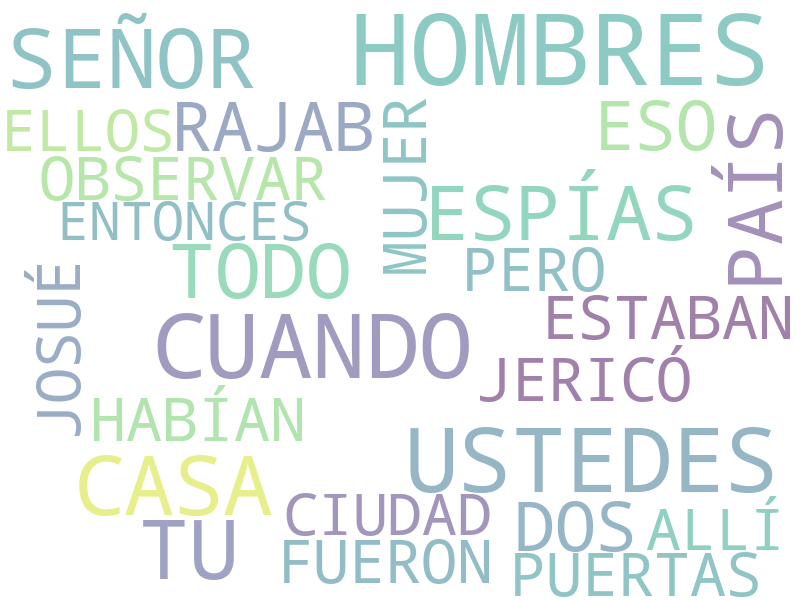 SEÑOR
HOMBRES
ELLOS
RAJAB
MUJER
ESO
PAÍS
OBSERVAR
ESPÍAS
ENTONCES
TODO
PERO
JOSUÉ
ESTABAN
CUANDO
JERICÓ
HABÍAN
USTEDES
CASA
CIUDAD
DOS
ALLÍ
TU
FUERON
PUERTAS